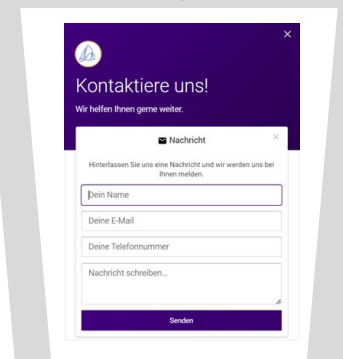 Kontaktiere uns!
Wir helfen Ihnen gerne weiter.
Nachricht
Hinterlassen Sie uns eine Nachricht und wir werden uns bei
Ihnen melden.
Dein Name
Deine E-Mail
Deine Telefonnummer
Nachricht schreiben...
Senden